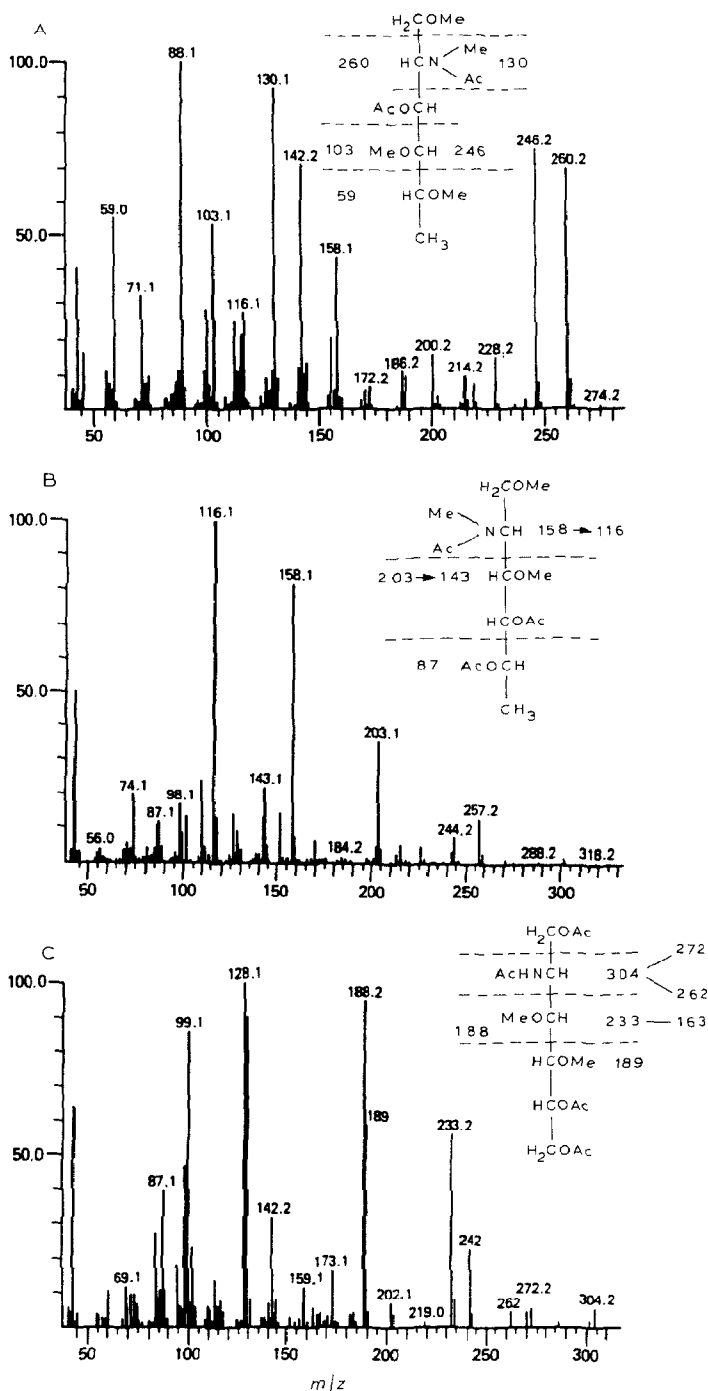 A
H₂COMe
100.0
88.1
260 HCN Me 130
Ac
130.1
AcOCH
142.2
103 MeOCH 246
246.2
260.2
59.0
103.1
59 HCOMe
50.0
CH₃
158.1
71.1
116.1
172.2
186.2
200.2
214.2
228.2
274.2
50 100 150 200 250
B
H₂COMe
100.0
116.1
Me
NCH 158 → 116
Ac
158.1
203 → 143 HCOMe
HCOAc
87 AcOCH
CH₃
50.0
203.1
74.1
87.1
98.1
143.1
56.0
184.2
244.2
257.2
288.2
318.2
50 100 150 200 250 300
C
H₂COAc
272
100.0
128.1
188.2
AcHNCH 304
262
99.1
MeOCH 233 — 163
188
HCOMe 189
189
HCOAc
233.2
H₂COAc
50.0
87.1
142.2
242
69.1
159.1
173.1
202.1
219.0
262
272.2
304.2
50 100 150 200 250 300
m/z